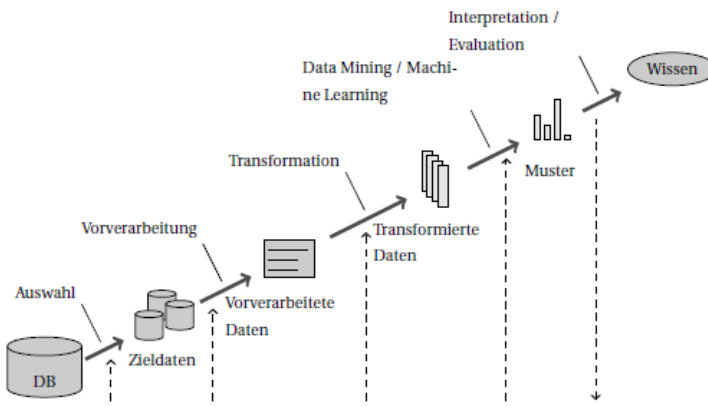 Interpretation /
Evaluation
Wissen
Data Mining / Machi-
ne Learning
Muster
Transformation
Transformierte
Daten
Vorverarbeitung
Vorverarbeitete
Daten
Auswahl
Zieldaten
DB